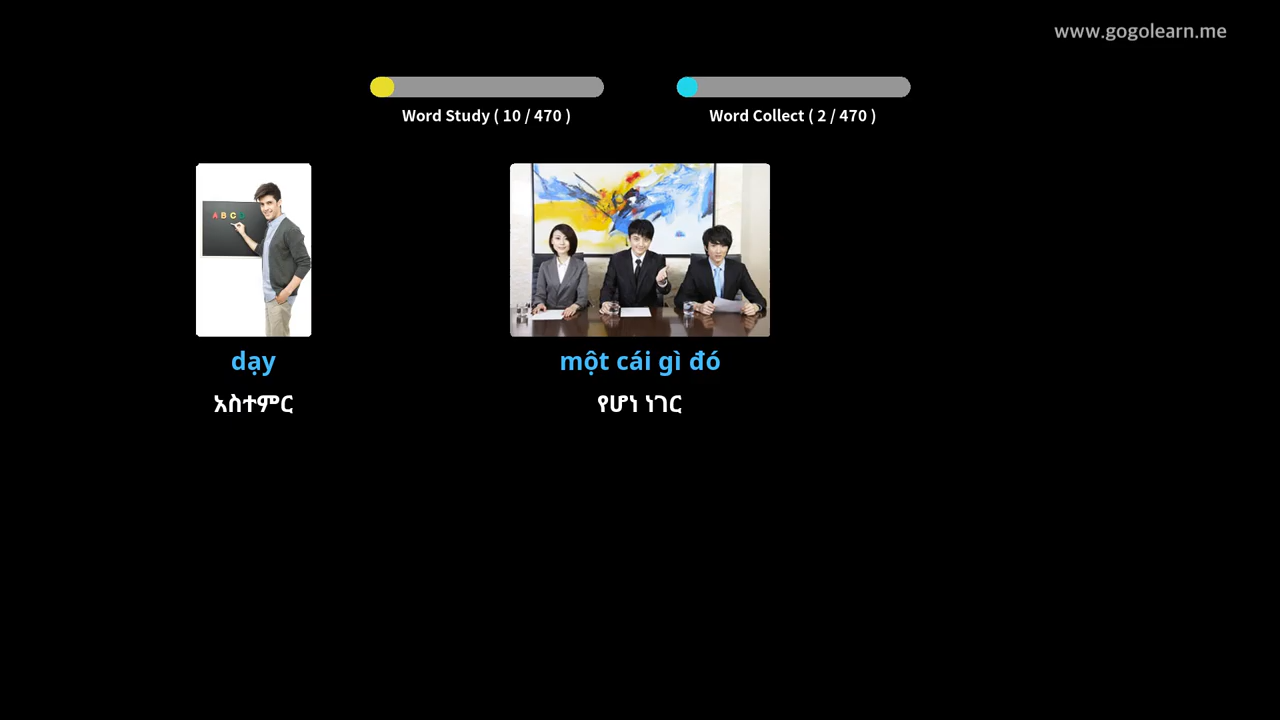 www.gogolearn.me
Word Study ( 10 / 470 )
Word Collect ( 2 / 470 )
A B C D
dạy
አስተምር
một cái gì đó
የሆነ ነገር